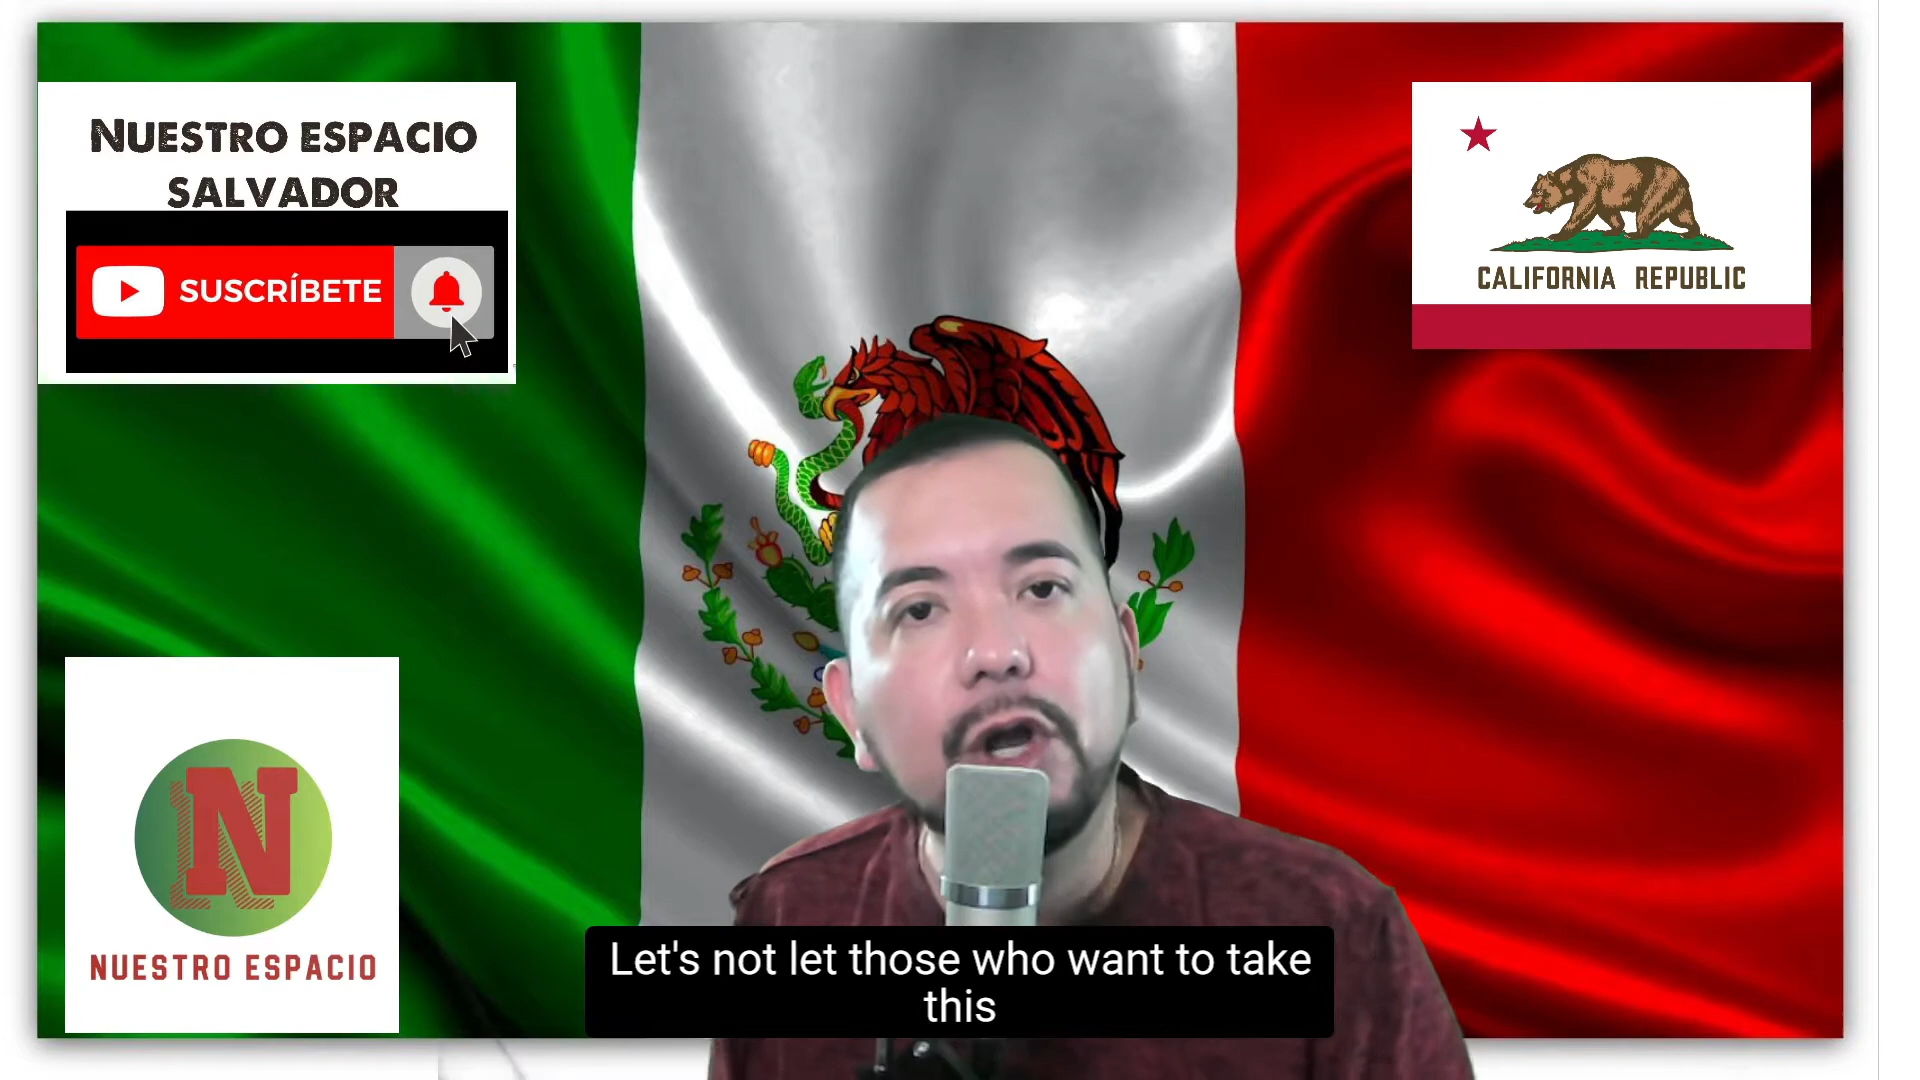 NUESTRO ESPACIO
SALVADOR
SUSCRÍBETE
CALIFORNIA REPUBLIC
N
NUESTRO ESPACIO
Let's not let those who want to take
this